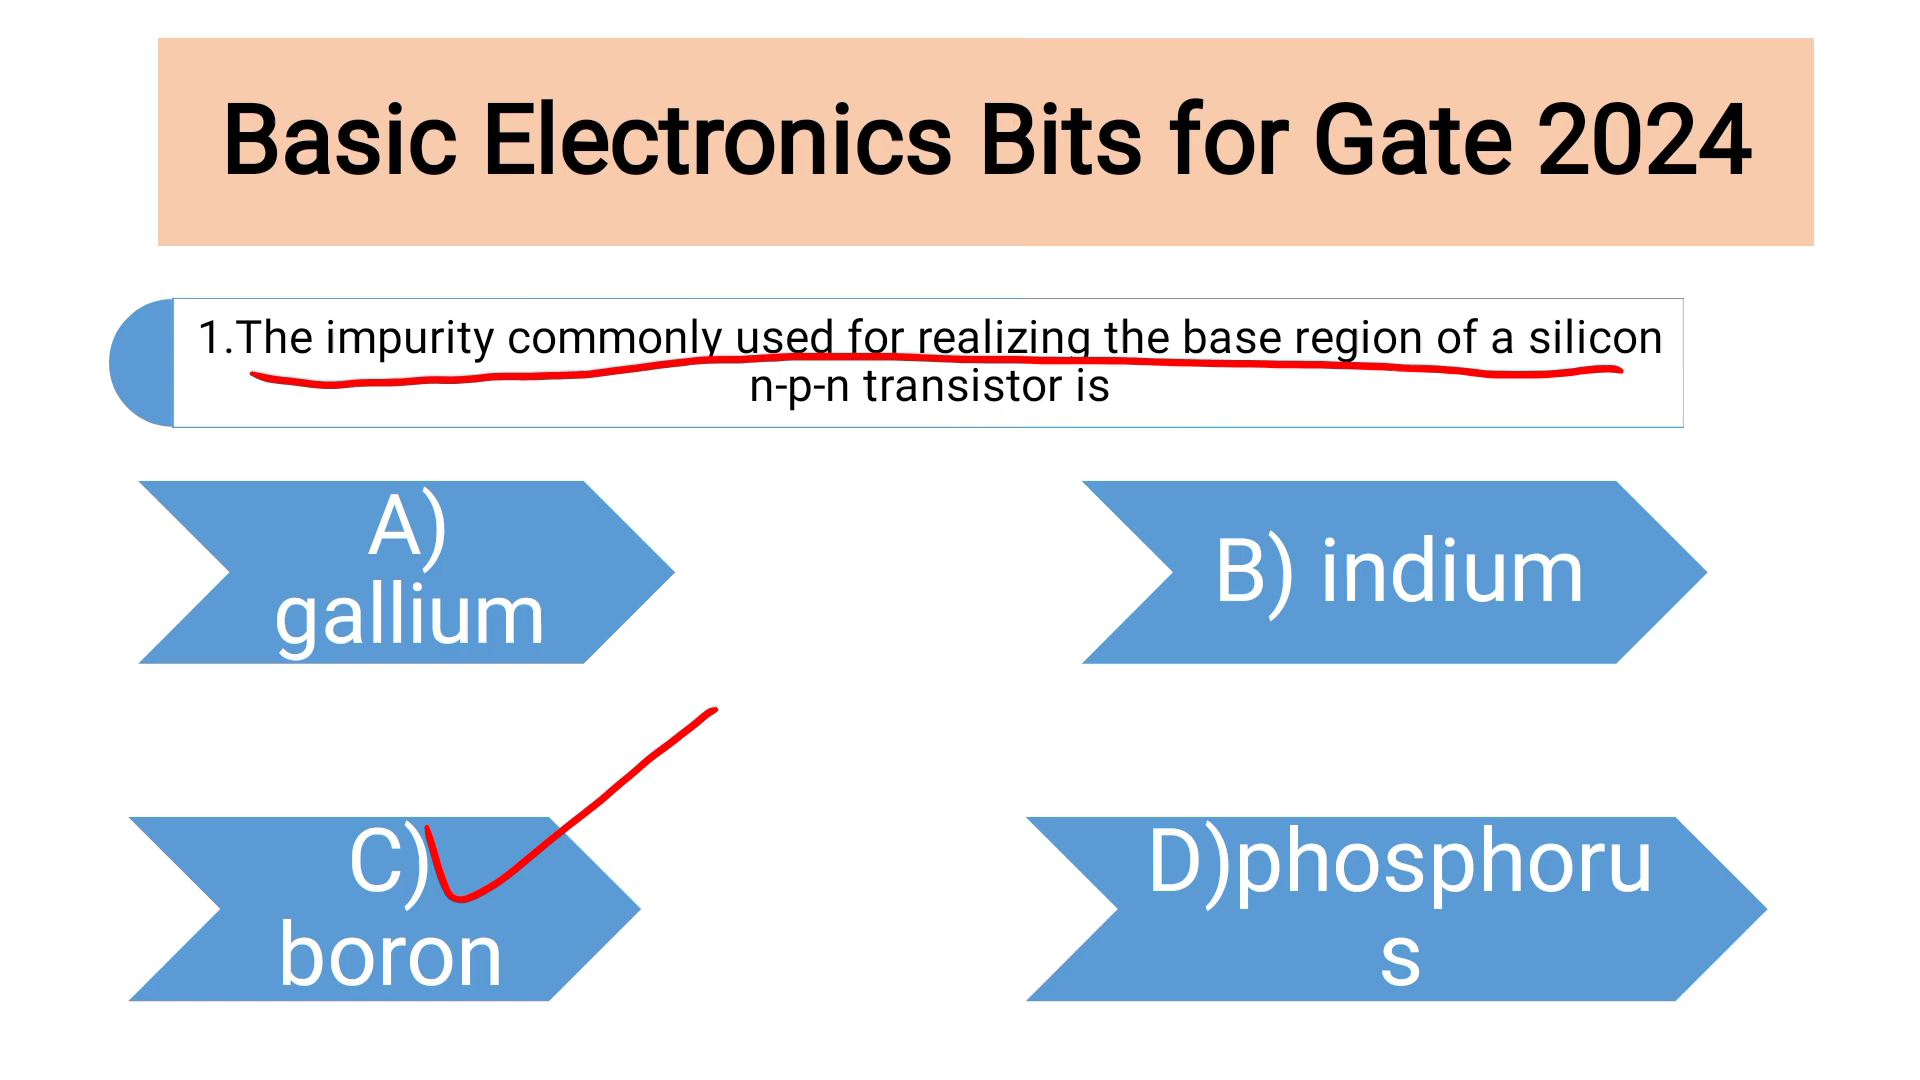 Basic Electronics Bits for Gate 2024
1.The impurity commonly used for realizing the base region of a silicon
n-p-n transistor is
A)
gallium
B) indium
C)
boron
D)phosphoru
s